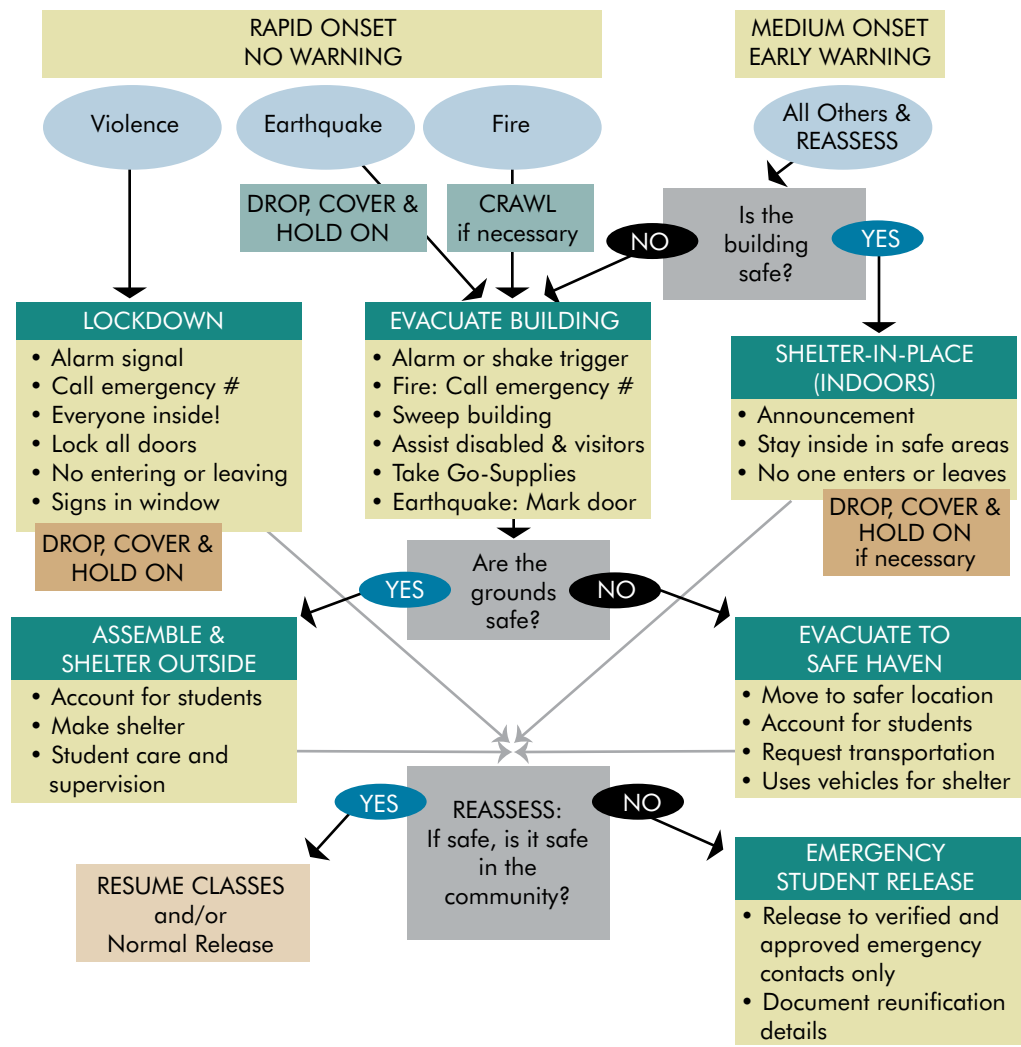 RAPID ONSET
NO WARNING
MEDIUM ONSET
EARLY WARNING
Violence
Earthquake
Fire
All Others &
REASSESS
DROP, COVER &
HOLD ON
CRAWL
if necessary
Is the
building
safe?
NO
YES
LOCKDOWN
• Alarm signal
• Call emergency #
• Everyone inside!
• Lock all doors
• No entering or leaving
• Signs in window
DROP, COVER &
HOLD ON
EVACUATE BUILDING
• Alarm or shake trigger
• Fire: Call emergency #
• Sweep building
• Assist disabled & visitors
• Take Go-Supplies
• Earthquake: Mark door
SHELTER-IN-PLACE
(INDOORS)
• Announcement
• Stay inside in safe areas
• No one enters or leaves
DROP, COVER &
HOLD ON
if necessary
Are the
grounds
safe?
YES
NO
ASSEMBLE &
SHELTER OUTSIDE
• Account for students
• Make shelter
• Student care and
supervision
EVACUATE TO
SAFE HAVEN
• Move to safer location
• Account for students
• Request transportation
• Uses vehicles for shelter
REASSESS:
If safe, is it safe
in the
community?
YES
NO
RESUME CLASSES
and/or
Normal Release
EMERGENCY
STUDENT RELEASE
• Release to verified and
approved emergency
contacts only
• Document reunification
details